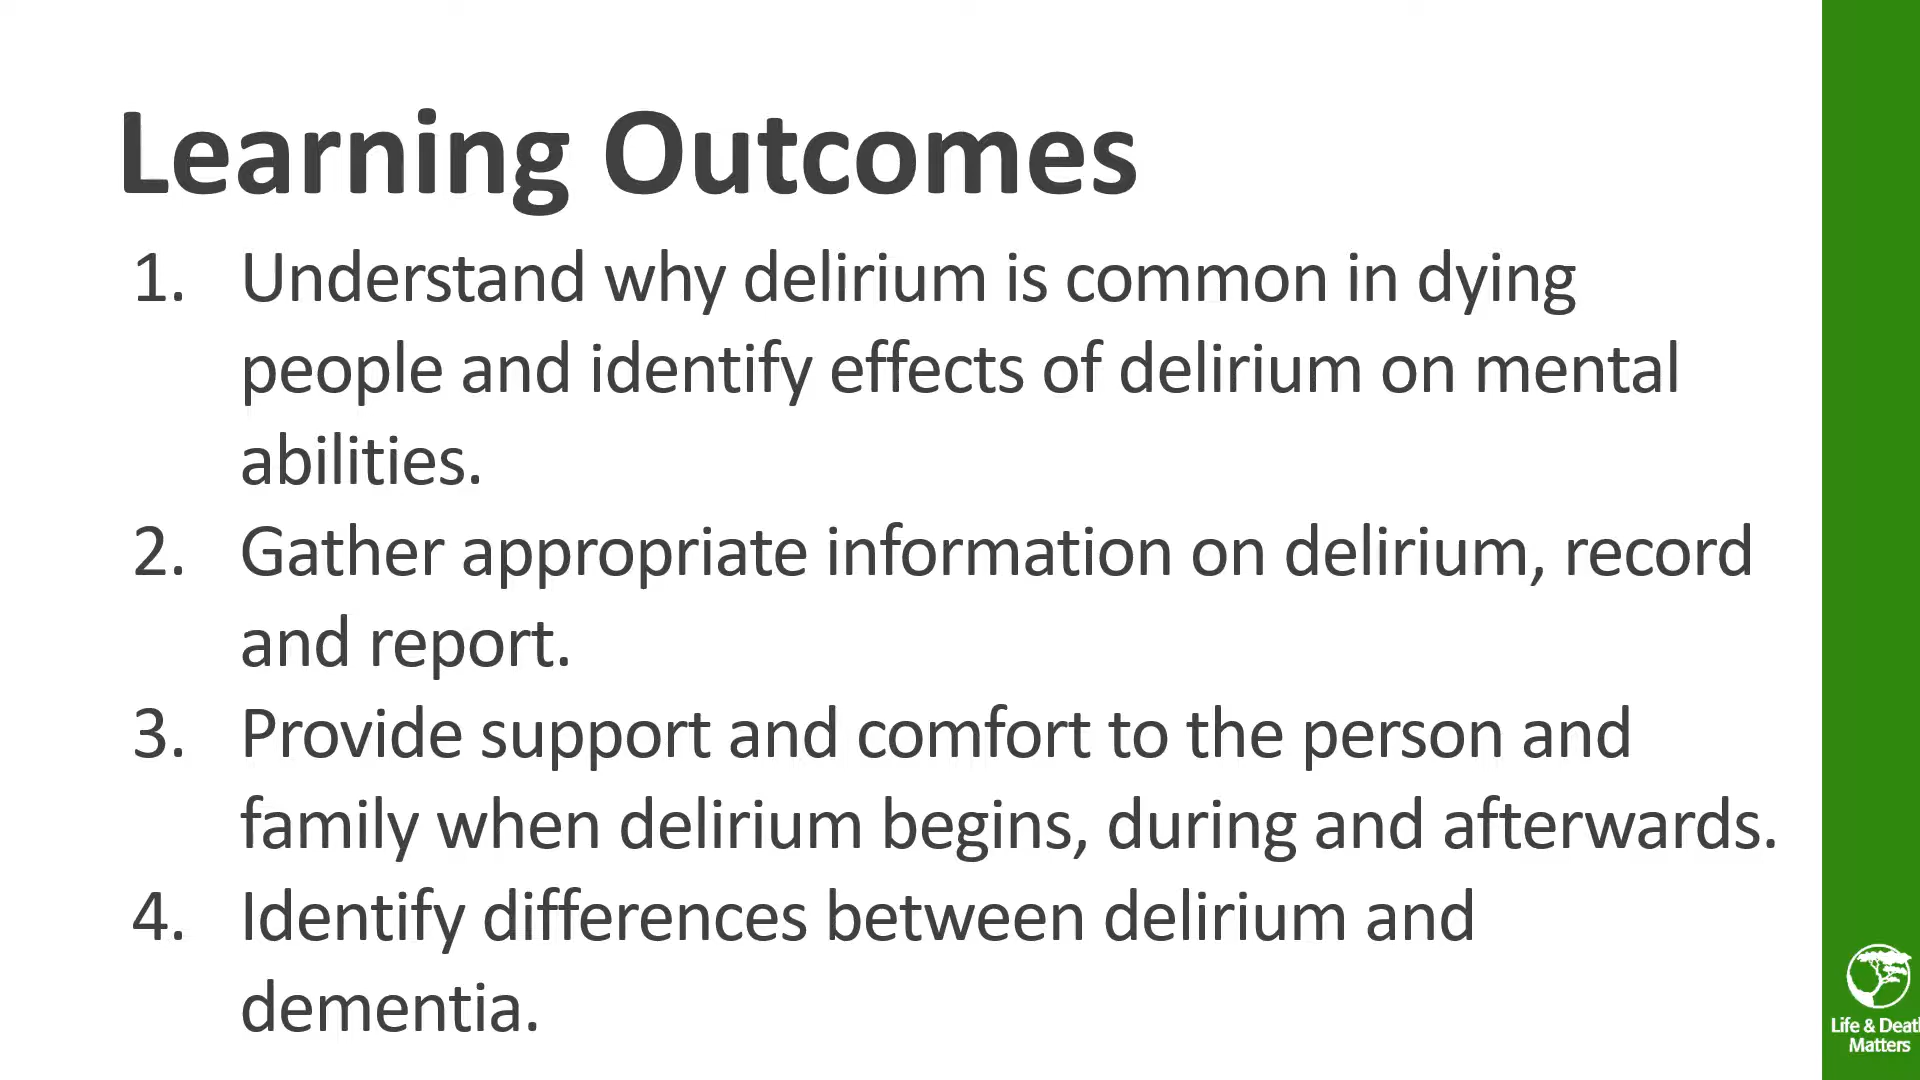 Learning Outcomes
1. Understand why delirium is common in dying
people and identify effects of delirium on mental
abilities.
2. Gather appropriate information on delirium, record
and report.
3. Provide support and comfort to the person and
family when delirium begins, during and afterwards.
4. Identify differences between delirium and
dementia.
Life & Death
Matters